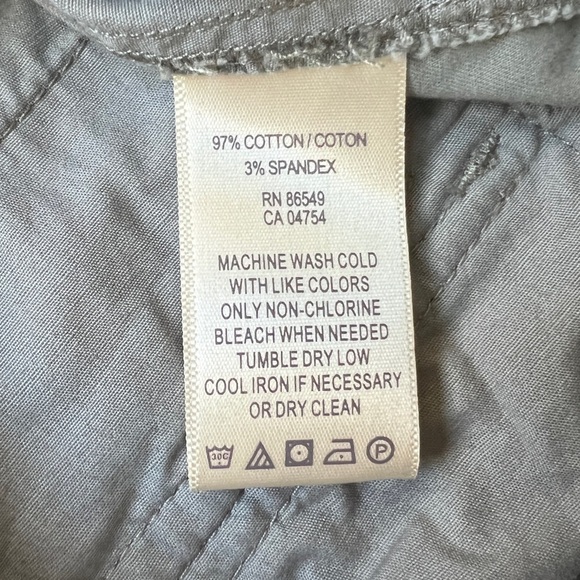 97% COTTON / COTON
3% SPANDEX
RN 86549
CA 04754
MACHINE WASH COLD
WITH LIKE COLORS
ONLY NON-CHLORINE
BLEACH WHEN NEEDED
TUMBLE DRY LOW
COOL IRON IF NECESSARY
OR DRY CLEAN
30C P